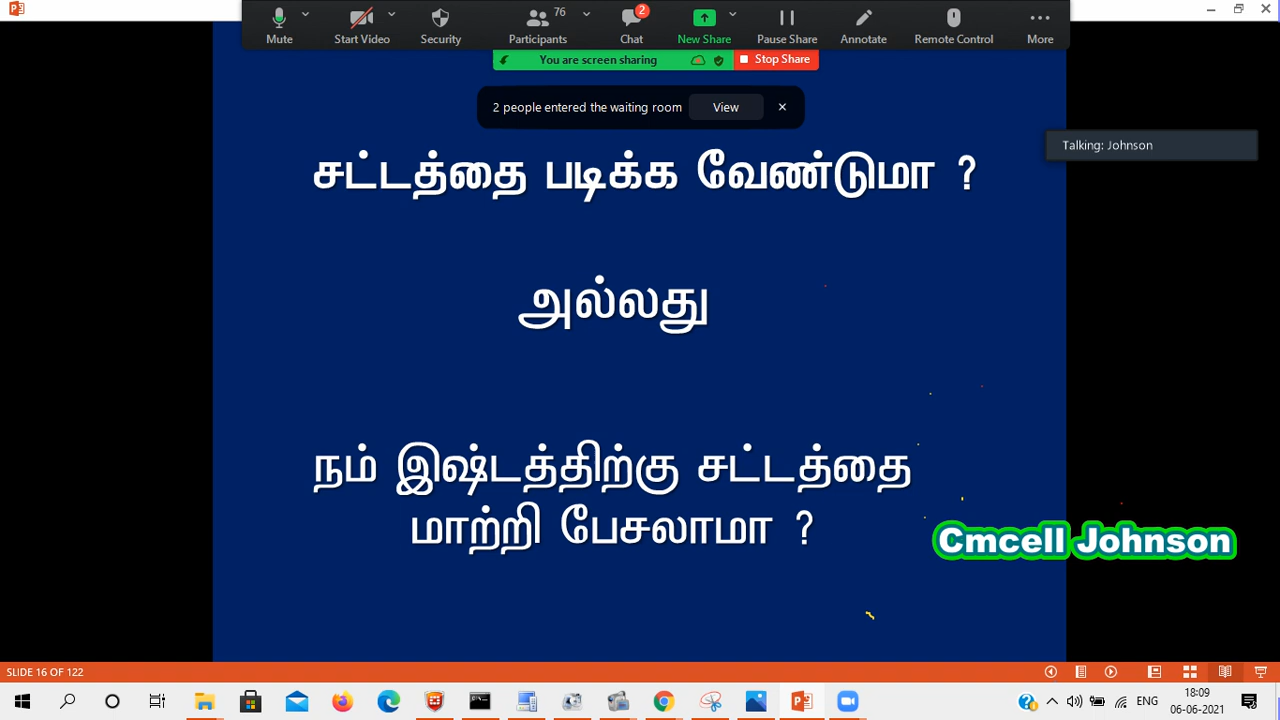 76
2
Mute
Start Video
Security
Participants
Chat
New Share
Pause Share
Annotate
Remote Control
More
You are screen sharing
Stop Share
2 people entered the waiting room
View
Talking: Johnson
சட்டத்தை படிக்க வேண்டுமா ?
அல்லது
நம் இஷ்டத்திற்கு சட்டத்தை
மாற்றி பேசலாமா ?
Cmcell Johnson
SLIDE 16 OF 122
ENG
18:09
06-06-2021